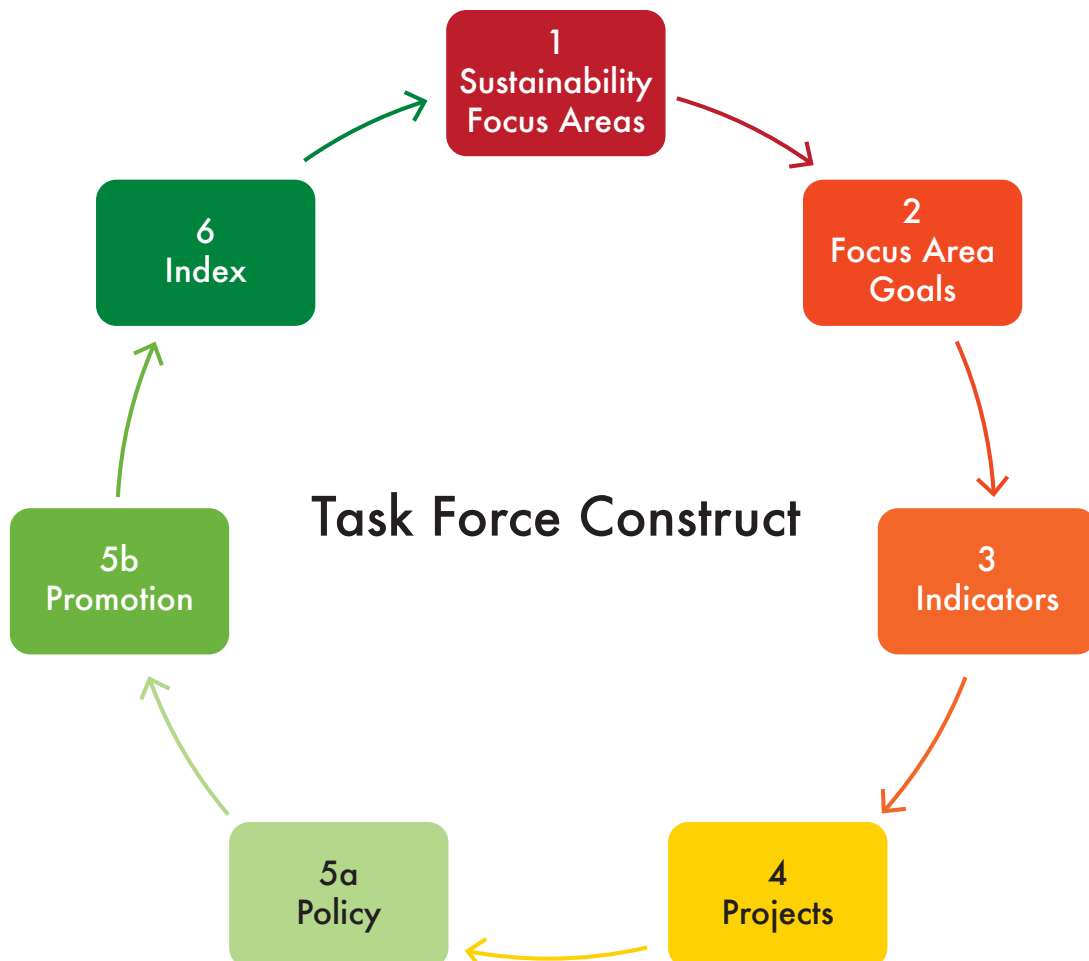 1
Sustainability
Focus Areas
2
Focus Area
Goals
3
Indicators
4
Projects
5a
Policy
5b
Promotion
6
Index
Task Force Construct